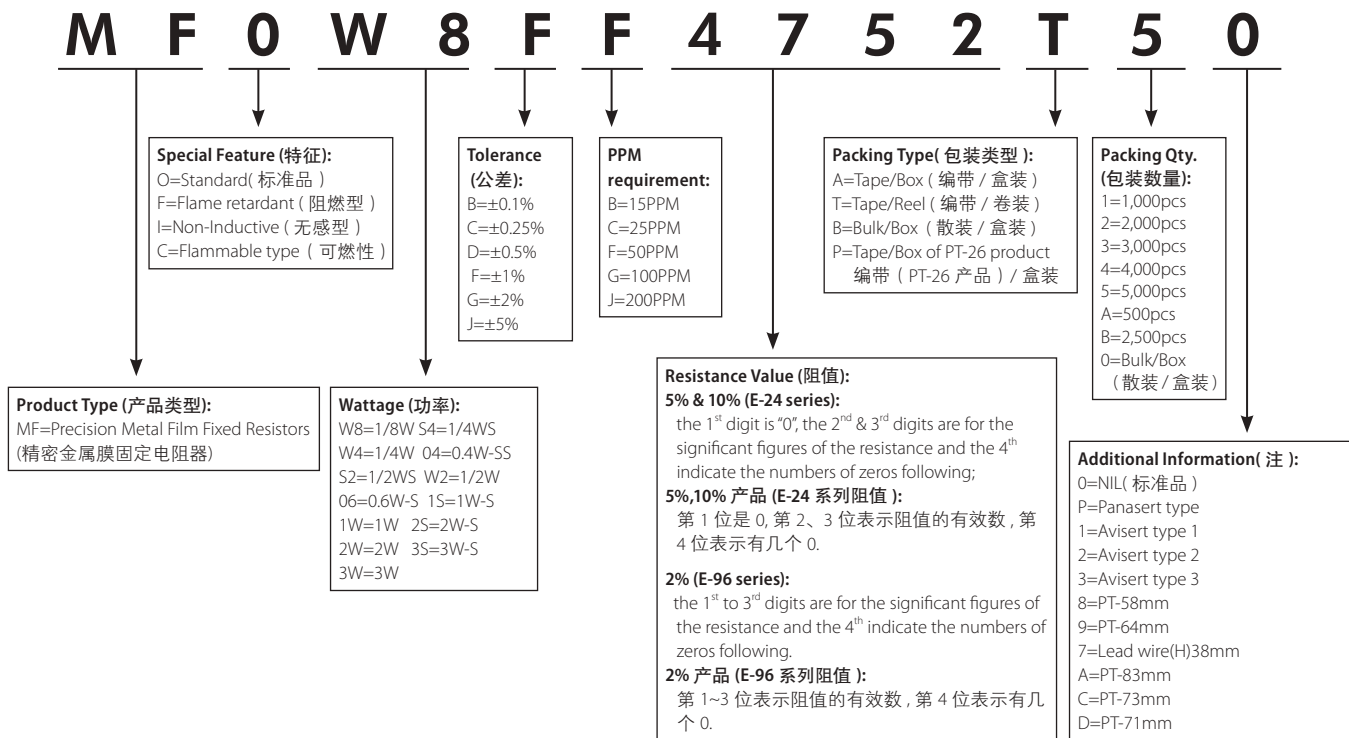 M F 0 W 8 F F 4 7 5 2 T 5 0
Special Feature (特征):
O=Standard( 标准品 )
F=Flame retardant ( 阻燃型 )
I=Non-Inductive ( 无感型 )
C=Flammable type ( 可燃性 )
Tolerance
(公差):
B=±0.1%
C=±0.25%
D=±0.5%
F=±1%
G=±2%
J=±5%
PPM
requirement:
B=15PPM
C=25PPM
F=50PPM
G=100PPM
J=200PPM
Packing Type( 包装类型 ):
A=Tape/Box ( 编带 / 盒装 )
T=Tape/Reel ( 编带 / 卷装 )
B=Bulk/Box ( 散装 / 盒装 )
P=Tape/Box of PT-26 product
编带 ( PT-26 产品 ) / 盒装
Packing Qty.
(包装数量):
1=1,000pcs
2=2,000pcs
3=3,000pcs
4=4,000pcs
5=5,000pcs
A=500pcs
B=2,500pcs
0=Bulk/Box
( 散装 / 盒装 )
Product Type (产品类型):
MF=Precision Metal Film Fixed Resistors
(精密金属膜固定电阻器)
Wattage (功率):
W8=1/8W S4=1/4WS
W4=1/4W 04=0.4W-SS
S2=1/2WS W2=1/2W
06=0.6W-S 1S=1W-S
1W=1W 2S=2W-S
2W=2W 3S=3W-S
3W=3W
Resistance Value (阻值):
5% & 10% (E-24 series):
the 1st digit is "0", the 2nd & 3rd digits are for the
significant figures of the resistance and the 4th
indicate the numbers of zeros following;
5%,10% 产品 (E-24 系列阻值 ):
第 1 位是 0, 第 2、3 位表示阻值的有效数 , 第
4 位表示有几个 0.
2% (E-96 series):
the 1st to 3rd digits are for the significant figures of
the resistance and the 4th indicate the numbers of
zeros following.
2% 产品 (E-96 系列阻值 ):
第 1~3 位表示阻值的有效数 , 第 4 位表示有几
个 0.
Additional Information( 注 ):
0=NIL( 标准品 )
P=Panasert type
1=Avisert type 1
2=Avisert type 2
3=Avisert type 3
8=PT-58mm
9=PT-64mm
7=Lead wire(H)38mm
A=PT-83mm
C=PT-73mm
D=PT-71mm